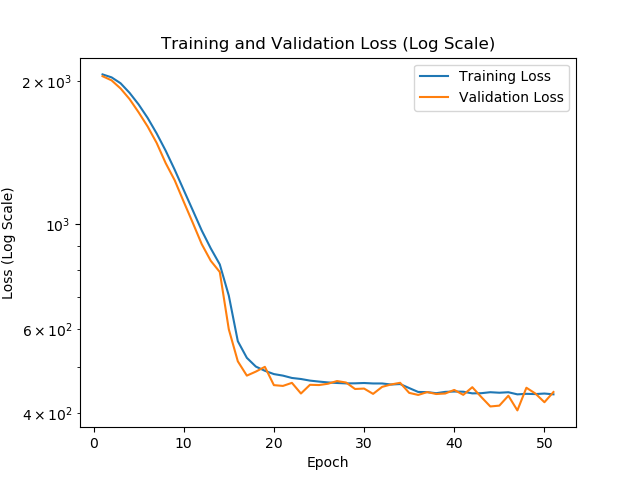 Training and Validation Loss (Log Scale)
Training Loss
Validation Loss
2 × 10³
10³
6 × 10²
4 × 10²
Loss (Log Scale)
0 10 20 30 40 50
Epoch